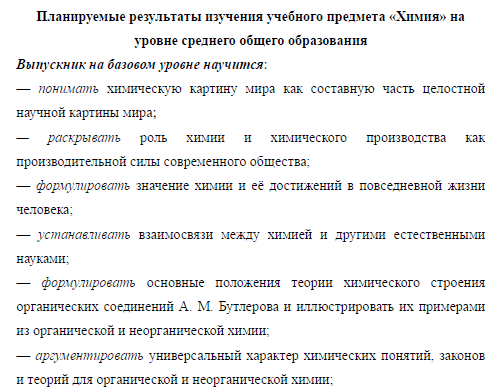 Планируемые результаты изучения учебного предмета «Химия» на
уровне среднего общего образования
Выпускник на базовом уровне научится:
— понимать химическую картину мира как составную часть целостной
научной картины мира;
— раскрывать роль химии и химического производства как
производительной силы современного общества;
— формулировать значение химии и её достижений в повседневной жизни
человека;
— устанавливать взаимосвязи между химией и другими естественными
науками;
— формулировать основные положения теории химического строения
органических соединений А. М. Бутлерова и иллюстрировать их примерами
из органической и неорганической химии;
— аргументировать универсальный характер химических понятий, законов
и теорий для органической и неорганической химии;